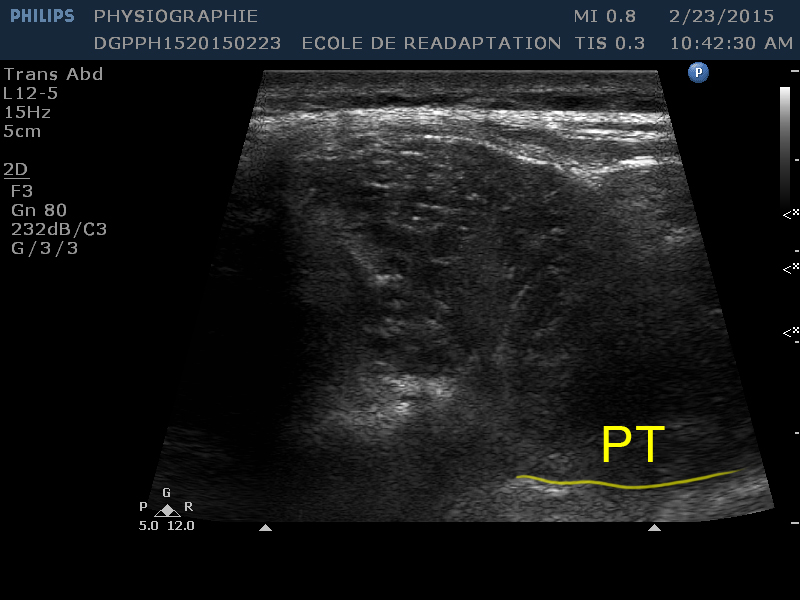 PHILIPS PHYSIOGRAPHIE MI 0.8 2/23/2015
DGPPH1520150223 ECOLE DE READAPTATION TIS 0.3 10:42:30 AM
P
Trans Abd
L12-5
15Hz
5cm
2D
F3
Gn 80
232dB/C3
G/3/3
PT
G
P R
5.0 12.0